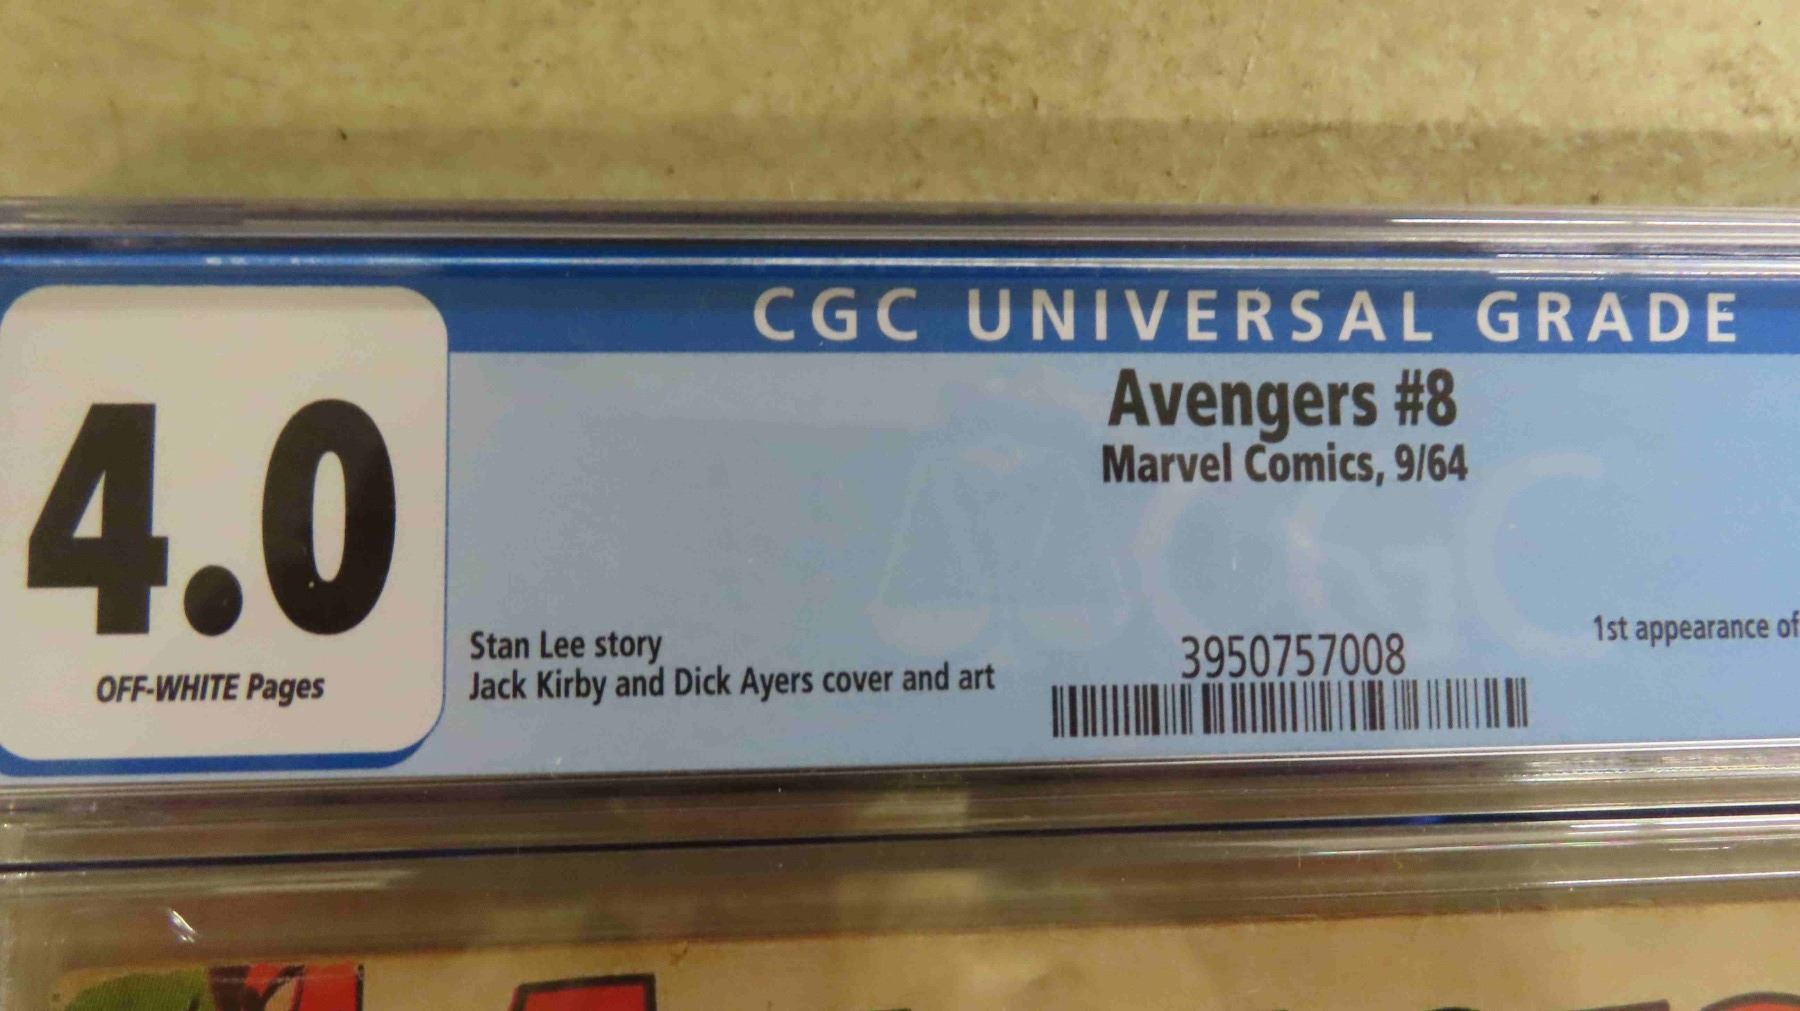 CGC UNIVERSAL GRADE
4.0
OFF-WHITE Pages
Avengers #8
Marvel Comics, 9/64
Stan Lee story
Jack Kirby and Dick Ayers cover and art
3950757008
1st appearance of
CGC